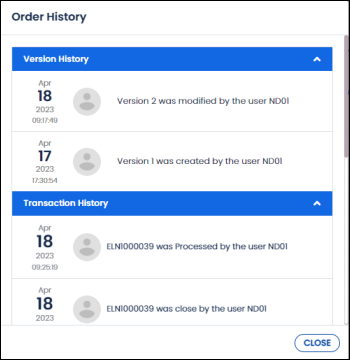 Order History
Version History
Apr
18
2023
09:17:49
Version 2 was modified by the user ND01
Apr
17
2023
17:30:54
Version 1 was created by the user ND01
Transaction History
Apr
18
2023
09:25:19
ELN1000039 was Processed by the user ND01
Apr
18
2023
ELN1000039 was close by the user ND01
CLOSE